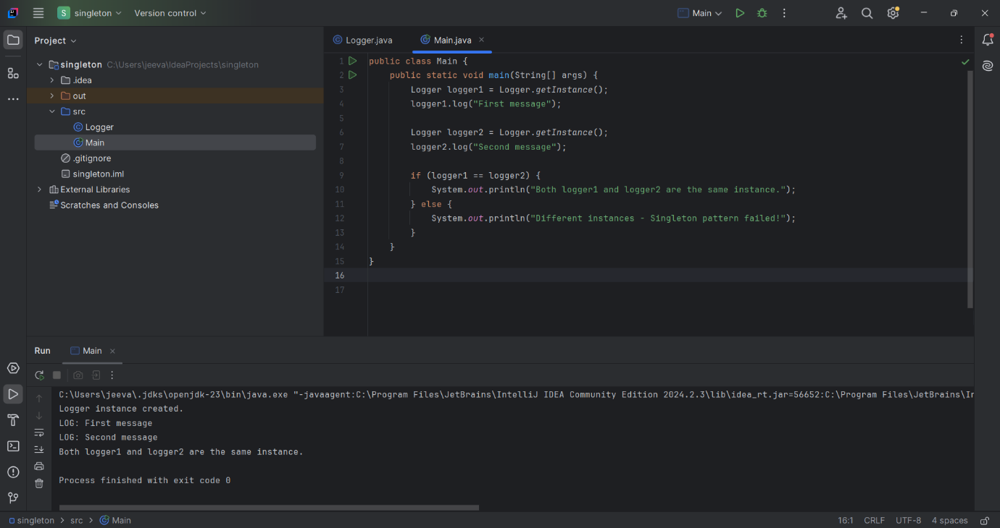 S singleton Version control Main
Project
Logger.java Main.java
singleton C:\Users\jeeva\IdeaProjects\singleton
.idea
out
src
Logger
Main
.gitignore
singleton.iml
External Libraries
Scratches and Consoles
1 public class Main {
2 public static void main(String[] args) {
3 Logger logger1 = Logger.getInstance();
4 logger1.log("First message");
5
6 Logger logger2 = Logger.getInstance();
7 logger2.log("Second message");
8
9 if (logger1 == logger2) {
10 System.out.println("Both logger1 and logger2 are the same instance.");
11 } else {
12 System.out.println("Different instances - Singleton pattern failed!");
13 }
14 }
15 }
16
17
Run Main
C:\Users\jeeva\.jdks\openjdk-23\bin\java.exe "-javaagent:C:\Program Files\JetBrains\IntelliJ IDEA Community Edition 2024.2.3\lib\idea_rt.jar=56652:C:\Program Files\JetBrains\In
Logger instance created.
LOG: First message
LOG: Second message
Both logger1 and logger2 are the same instance.
Process finished with exit code 0
singleton > src > Main 16:1 CRLF UTF-8 4 spaces